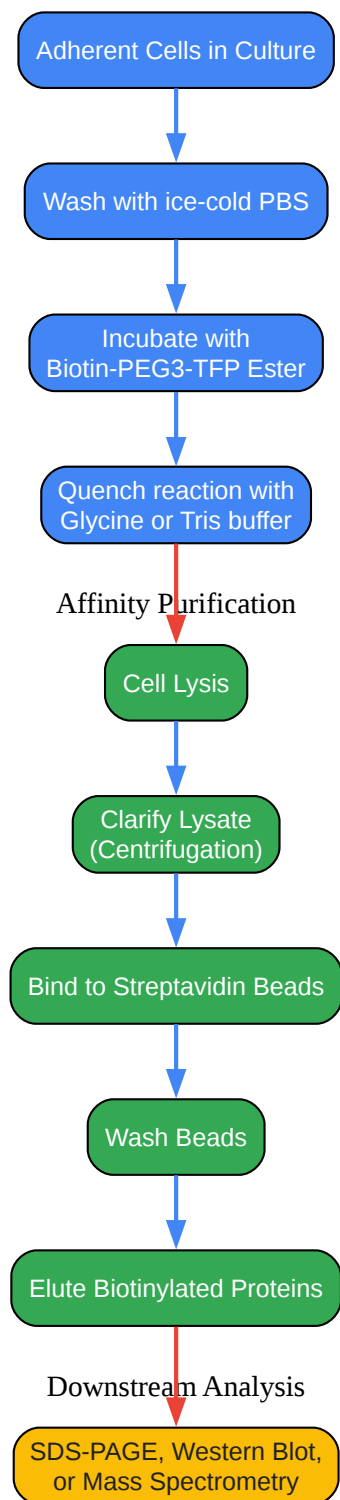 Adherent Cells in Culture
Wash with ice-cold PBS
Incubate with
Biotin-PEG3-TFP Ester
Quench reaction with
Glycine or Tris buffer
Affinity Purification
Cell Lysis
Clarify Lysate
(Centrifugation)
Bind to Streptavidin Beads
Wash Beads
Elute Biotinylated Proteins
Downstream Analysis
SDS-PAGE, Western Blot,
or Mass Spectrometry